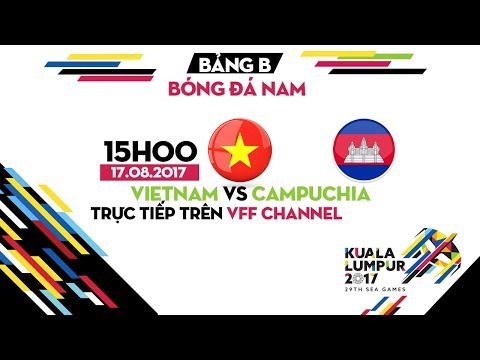 BẢNG B
BÓNG ĐÁ NAM
15H00
17.08.2017
VIETNAM VS CAMPUCHIA
TRỰC TIẾP TRÊN VFF CHANNEL
KUALA
LUMPUR
2017
29TH SEA GAMES